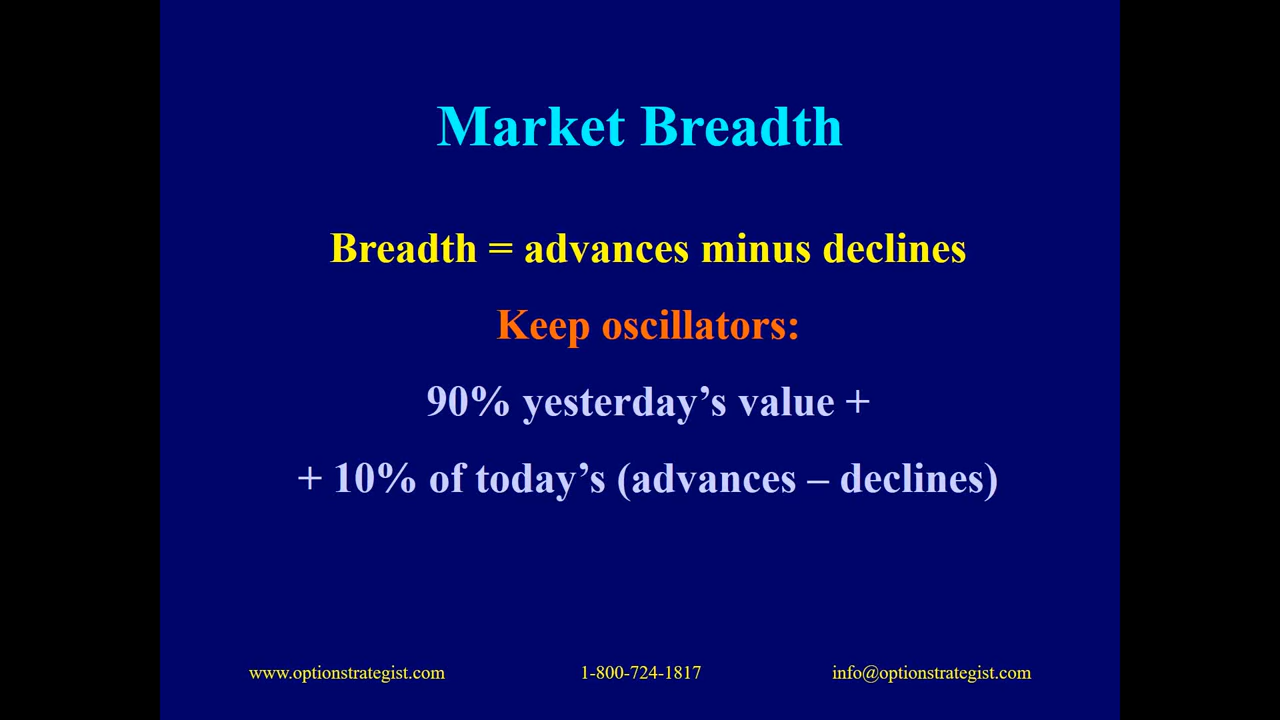 Market Breadth
Breadth = advances minus declines
Keep oscillators:
90% yesterday’s value +
+ 10% of today’s (advances – declines)
www.optionstrategist.com 1-800-724-1817 info@optionstrategist.com